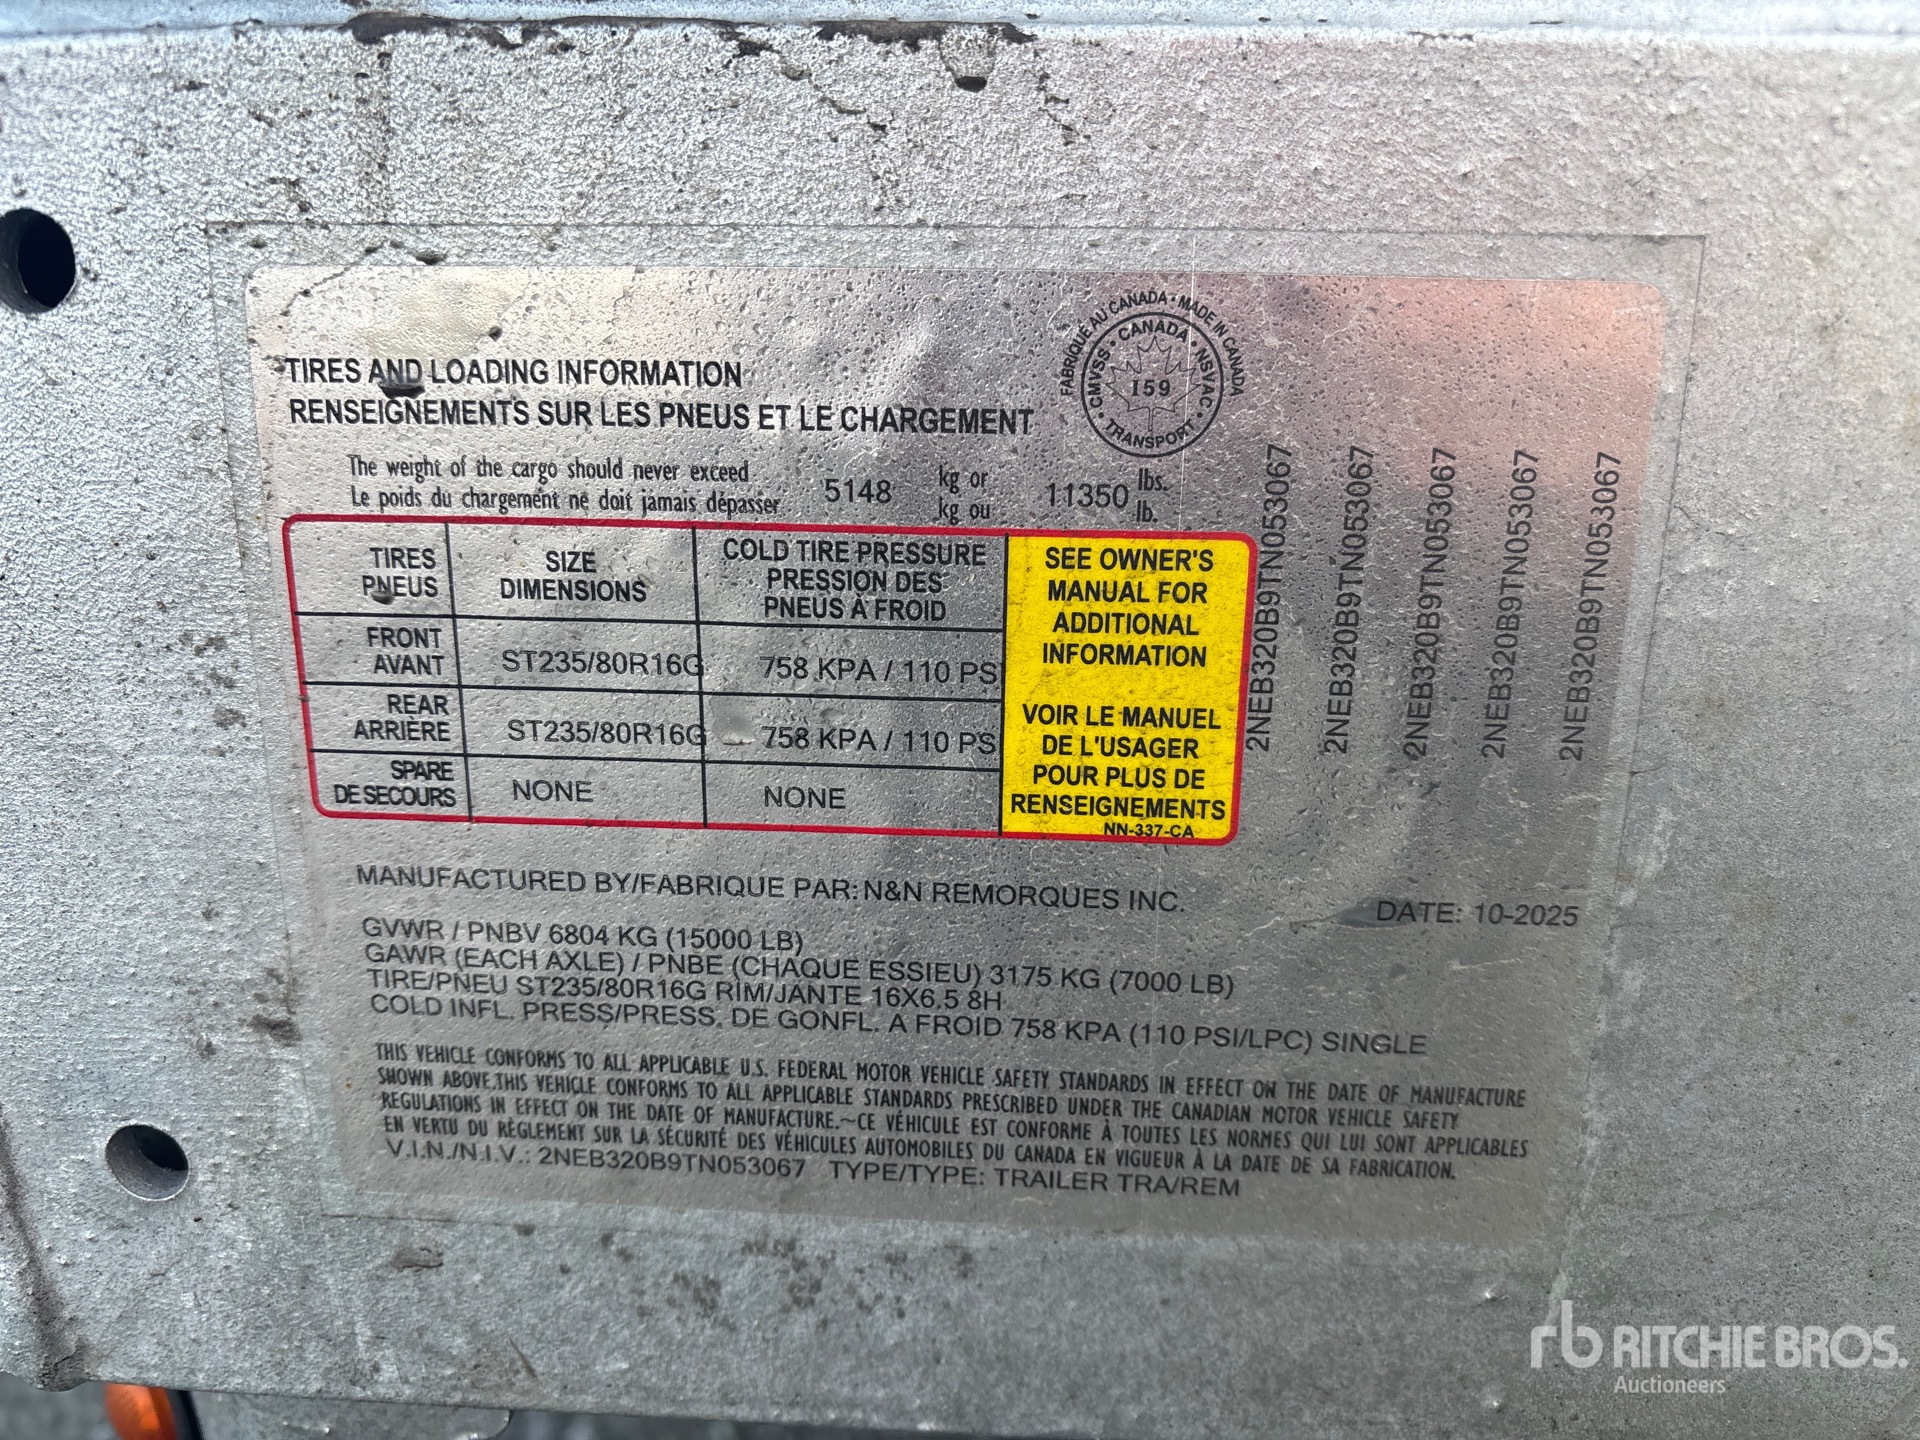 FABRIQUÉ AU CANADA • MADE IN CANADA
• CMVSS • CANADA • NSVAC •
159
TRANSPORT
TIRES AND LOADING INFORMATION
RENSEIGNEMENTS SUR LES PNEUS ET LE CHARGEMENT
The weight of the cargo should never exceed 5148 kg or 11350 lbs.
Le poids du chargement ne doit jamais dépasser kg ou lb.
TIRES
PNEUS
SIZE
DIMENSIONS
COLD TIRE PRESSURE
PRESSION DES
PNEUS À FROID
FRONT
AVANT
ST235/80R16G
758 KPA / 110 PSI
REAR
ARRIÈRE
ST235/80R16G
758 KPA / 110 PSI
SPARE
DE SECOURS
NONE
NONE
SEE OWNER'S
MANUAL FOR
ADDITIONAL
INFORMATION
VOIR LE MANUEL
DE L'USAGER
POUR PLUS DE
RENSEIGNEMENTS
NN-337-CA
2NEB320B9TN053067
2NEB320B9TN053067
2NEB320B9TN053067
2NEB320B9TN053067
2NEB320B9TN053067
MANUFACTURED BY/FABRIQUE PAR: N&N REMORQUES INC.
DATE: 10-2025
GVWR / PNBV 6804 KG (15000 LB)
GAWR (EACH AXLE) / PNBE (CHAQUE ESSIEU) 3175 KG (7000 LB)
TIRE/PNEU ST235/80R16G RIM/JANTE 16X6.5 8H
COLD INFL. PRESS/PRESS. DE GONFL. A FROID 758 KPA (110 PSI/LPC) SINGLE
THIS VEHICLE CONFORMS TO ALL APPLICABLE U.S. FEDERAL MOTOR VEHICLE SAFETY STANDARDS IN EFFECT ON THE DATE OF MANUFACTURE
SHOWN ABOVE.THIS VEHICLE CONFORMS TO ALL APPLICABLE STANDARDS PRESCRIBED UNDER THE CANADIAN MOTOR VEHICLE SAFETY
REGULATIONS IN EFFECT ON THE DATE OF MANUFACTURE.~CE VÉHICULE EST CONFORME À TOUTES LES NORMES QUI LUI SONT APPLICABLES
EN VERTU DU RÈGLEMENT SUR LA SÉCURITÉ DES VÉHICULES AUTOMOBILES DU CANADA EN VIGUEUR À LA DATE DE SA FABRICATION.
V.I.N./N.I.V.: 2NEB320B9TN053067 TYPE/TYPE: TRAILER TRA/REM
rb RITCHIE BROS.
Auctioneers